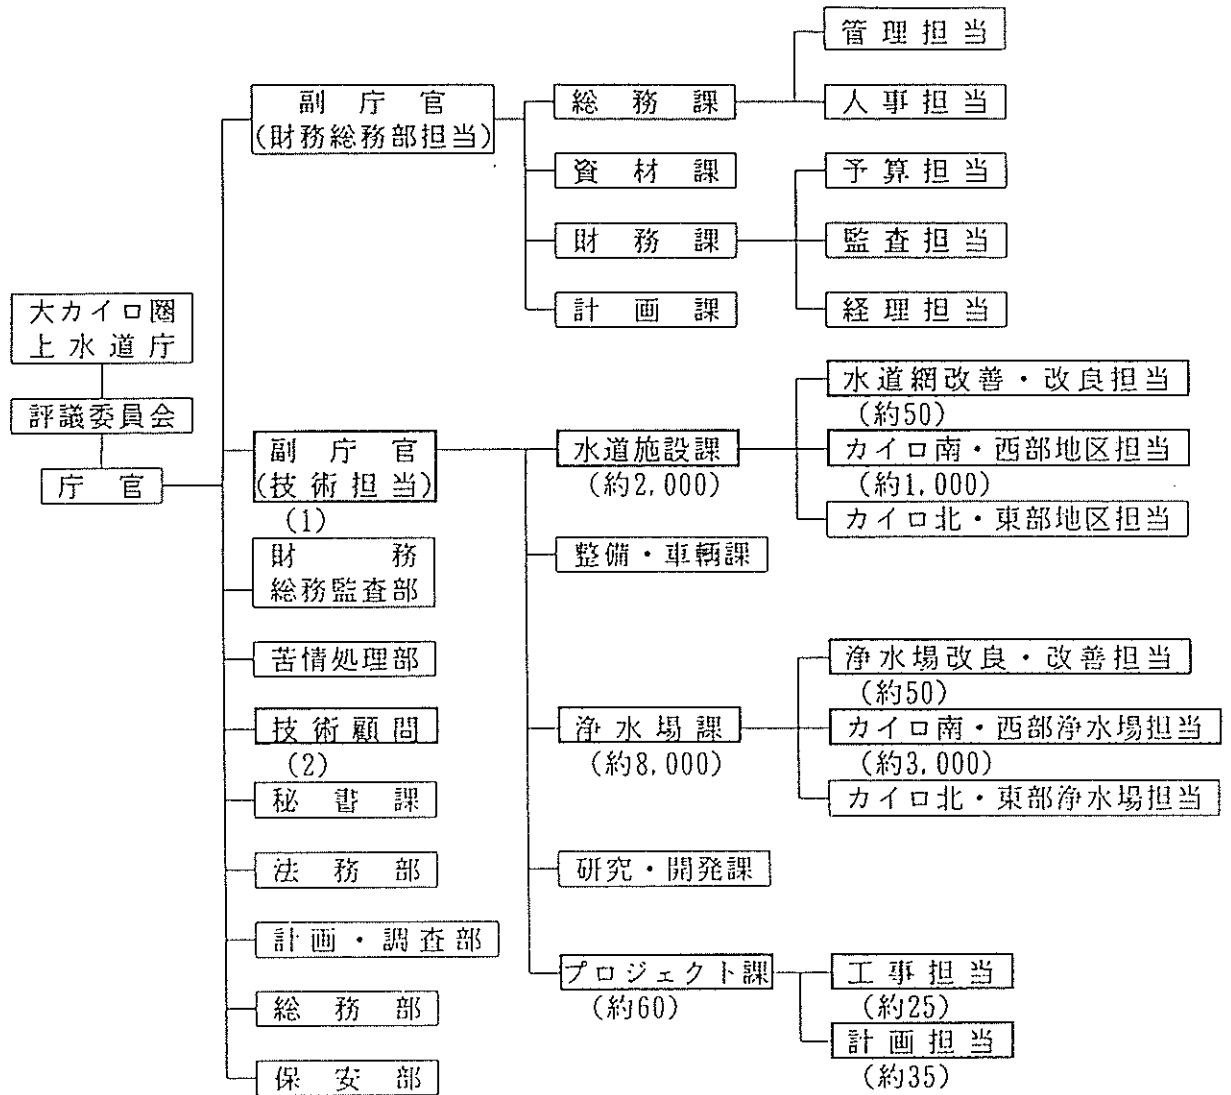 大カイロ圏
上水道庁
評議委員会
庁官
副庁官
(財務総務部担当)
総務課
管理担当
人事担当
資材課
財務課
予算担当
監査担当
経理担当
計画課
副庁官
(技術担当)
(1)
水道施設課
(約2,000)
水道網改善・改良担当
(約50)
カイロ南・西部地区担当
(約1,000)
カイロ北・東部地区担当
整備・車輌課
浄水場課
(約8,000)
浄水場改良・改善担当
(約50)
カイロ南・西部浄水場担当
(約3,000)
カイロ北・東部浄水場担当
研究・開発課
プロジェクト課
(約60)
工事担当
(約25)
計画担当
(約35)
財務
総務監査部
苦情処理部
技術顧問
(2)
秘書課
法務部
計画・調査部
総務部
保安部